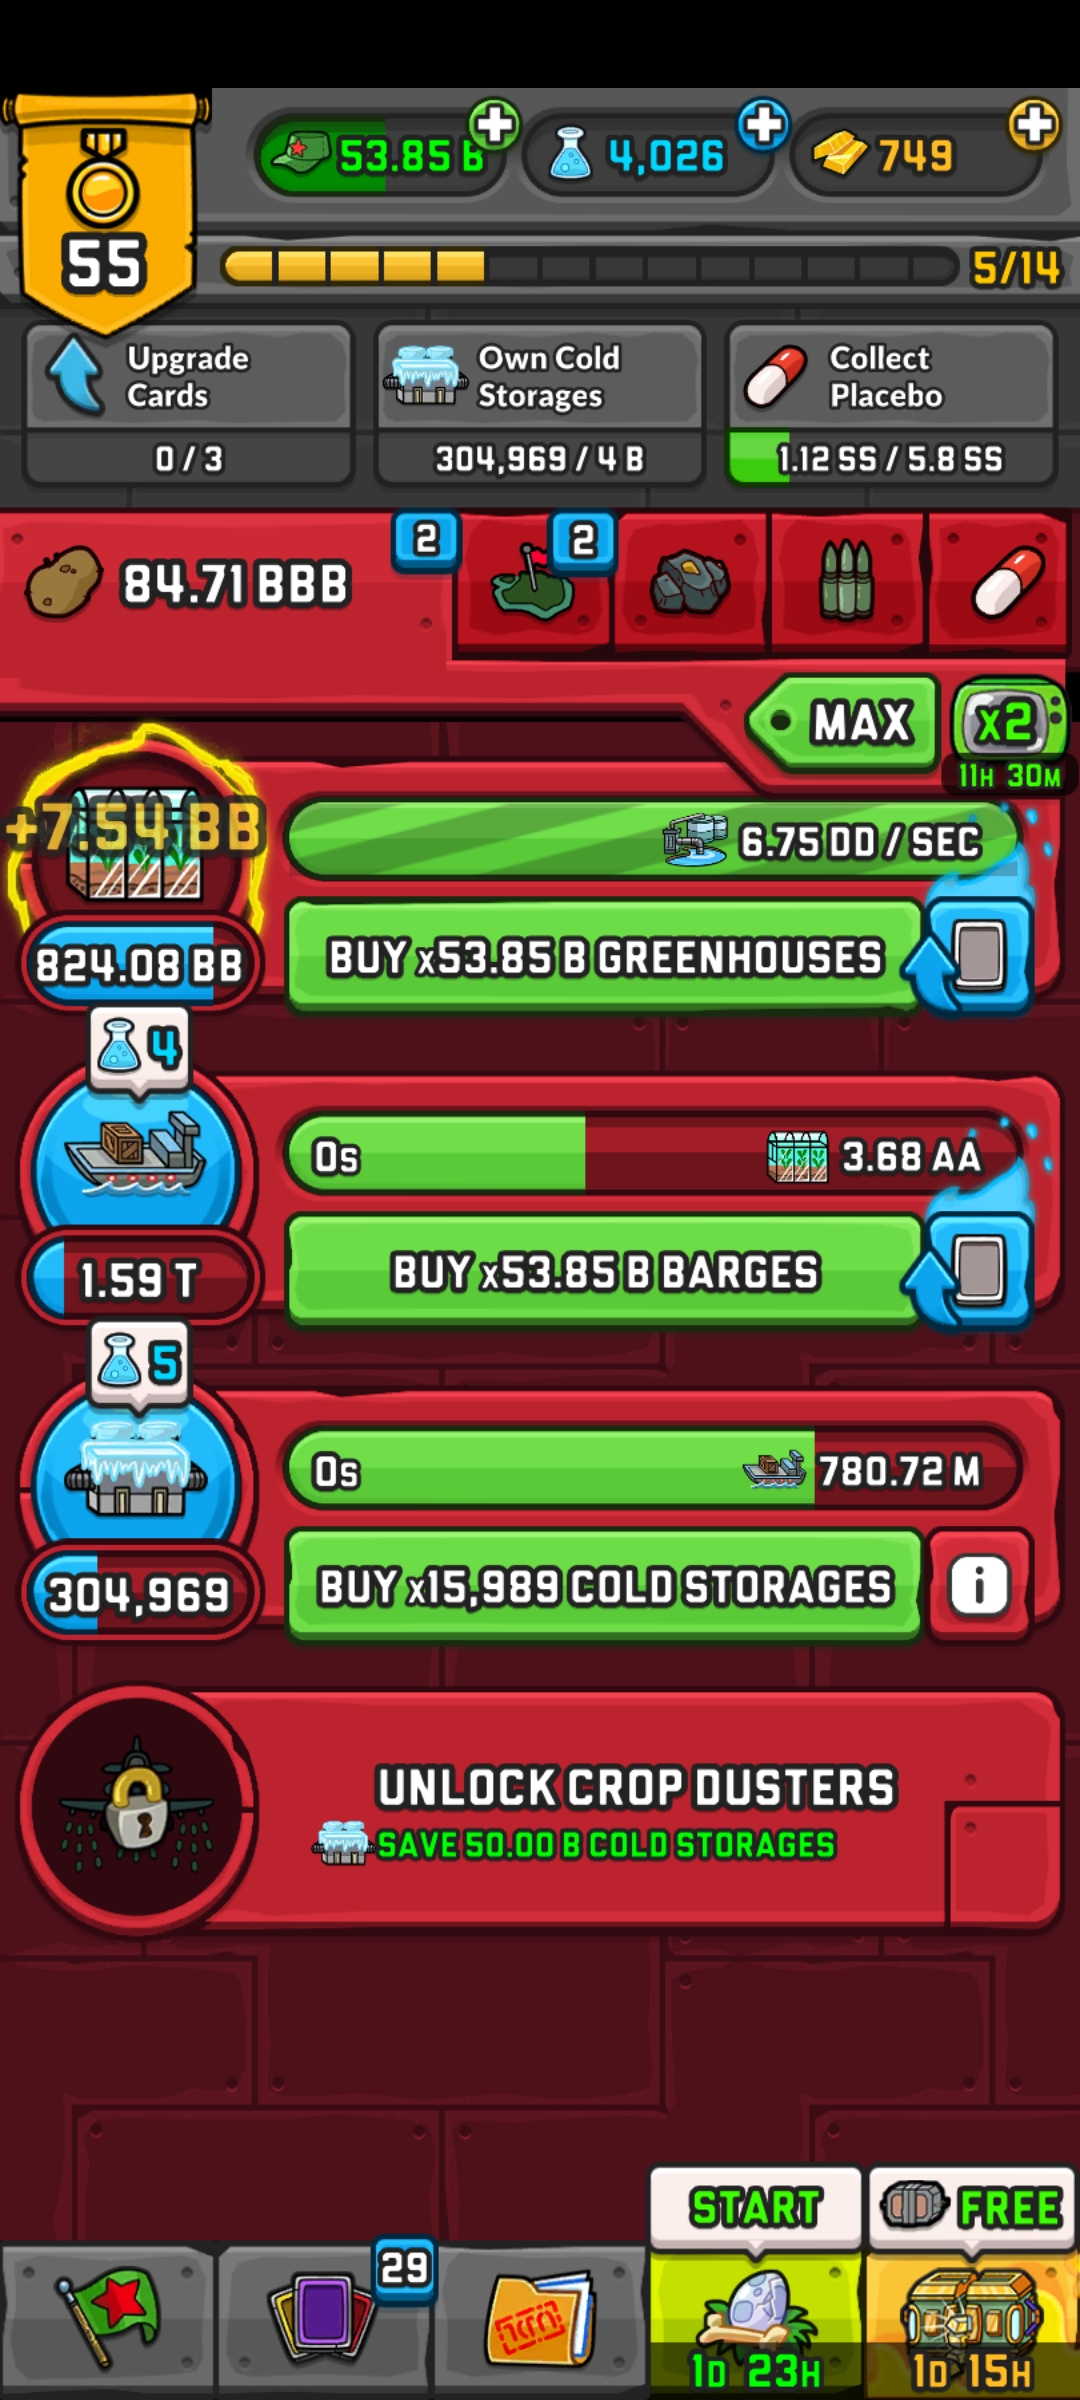 55
53.85 B
4,026
749
5/14
Upgrade
Cards
0 / 3
Own Cold
Storages
304,969 / 4 B
Collect
Placebo
1.12 SS / 5.8 SS
84.71 BBB
2
2
MAX
x2
11H 30M
+7.54 BB
6.75 DD / SEC
824.08 BB
BUY x53.85 B GREENHOUSES
4
0s
3.68 AA
1.59 T
BUY x53.85 B BARGES
5
0s
780.72 M
304,969
BUY x15,989 COLD STORAGES
i
UNLOCK CROP DUSTERS
SAVE 50.00 B COLD STORAGES
START
FREE
29
1D 23H
1D 15H